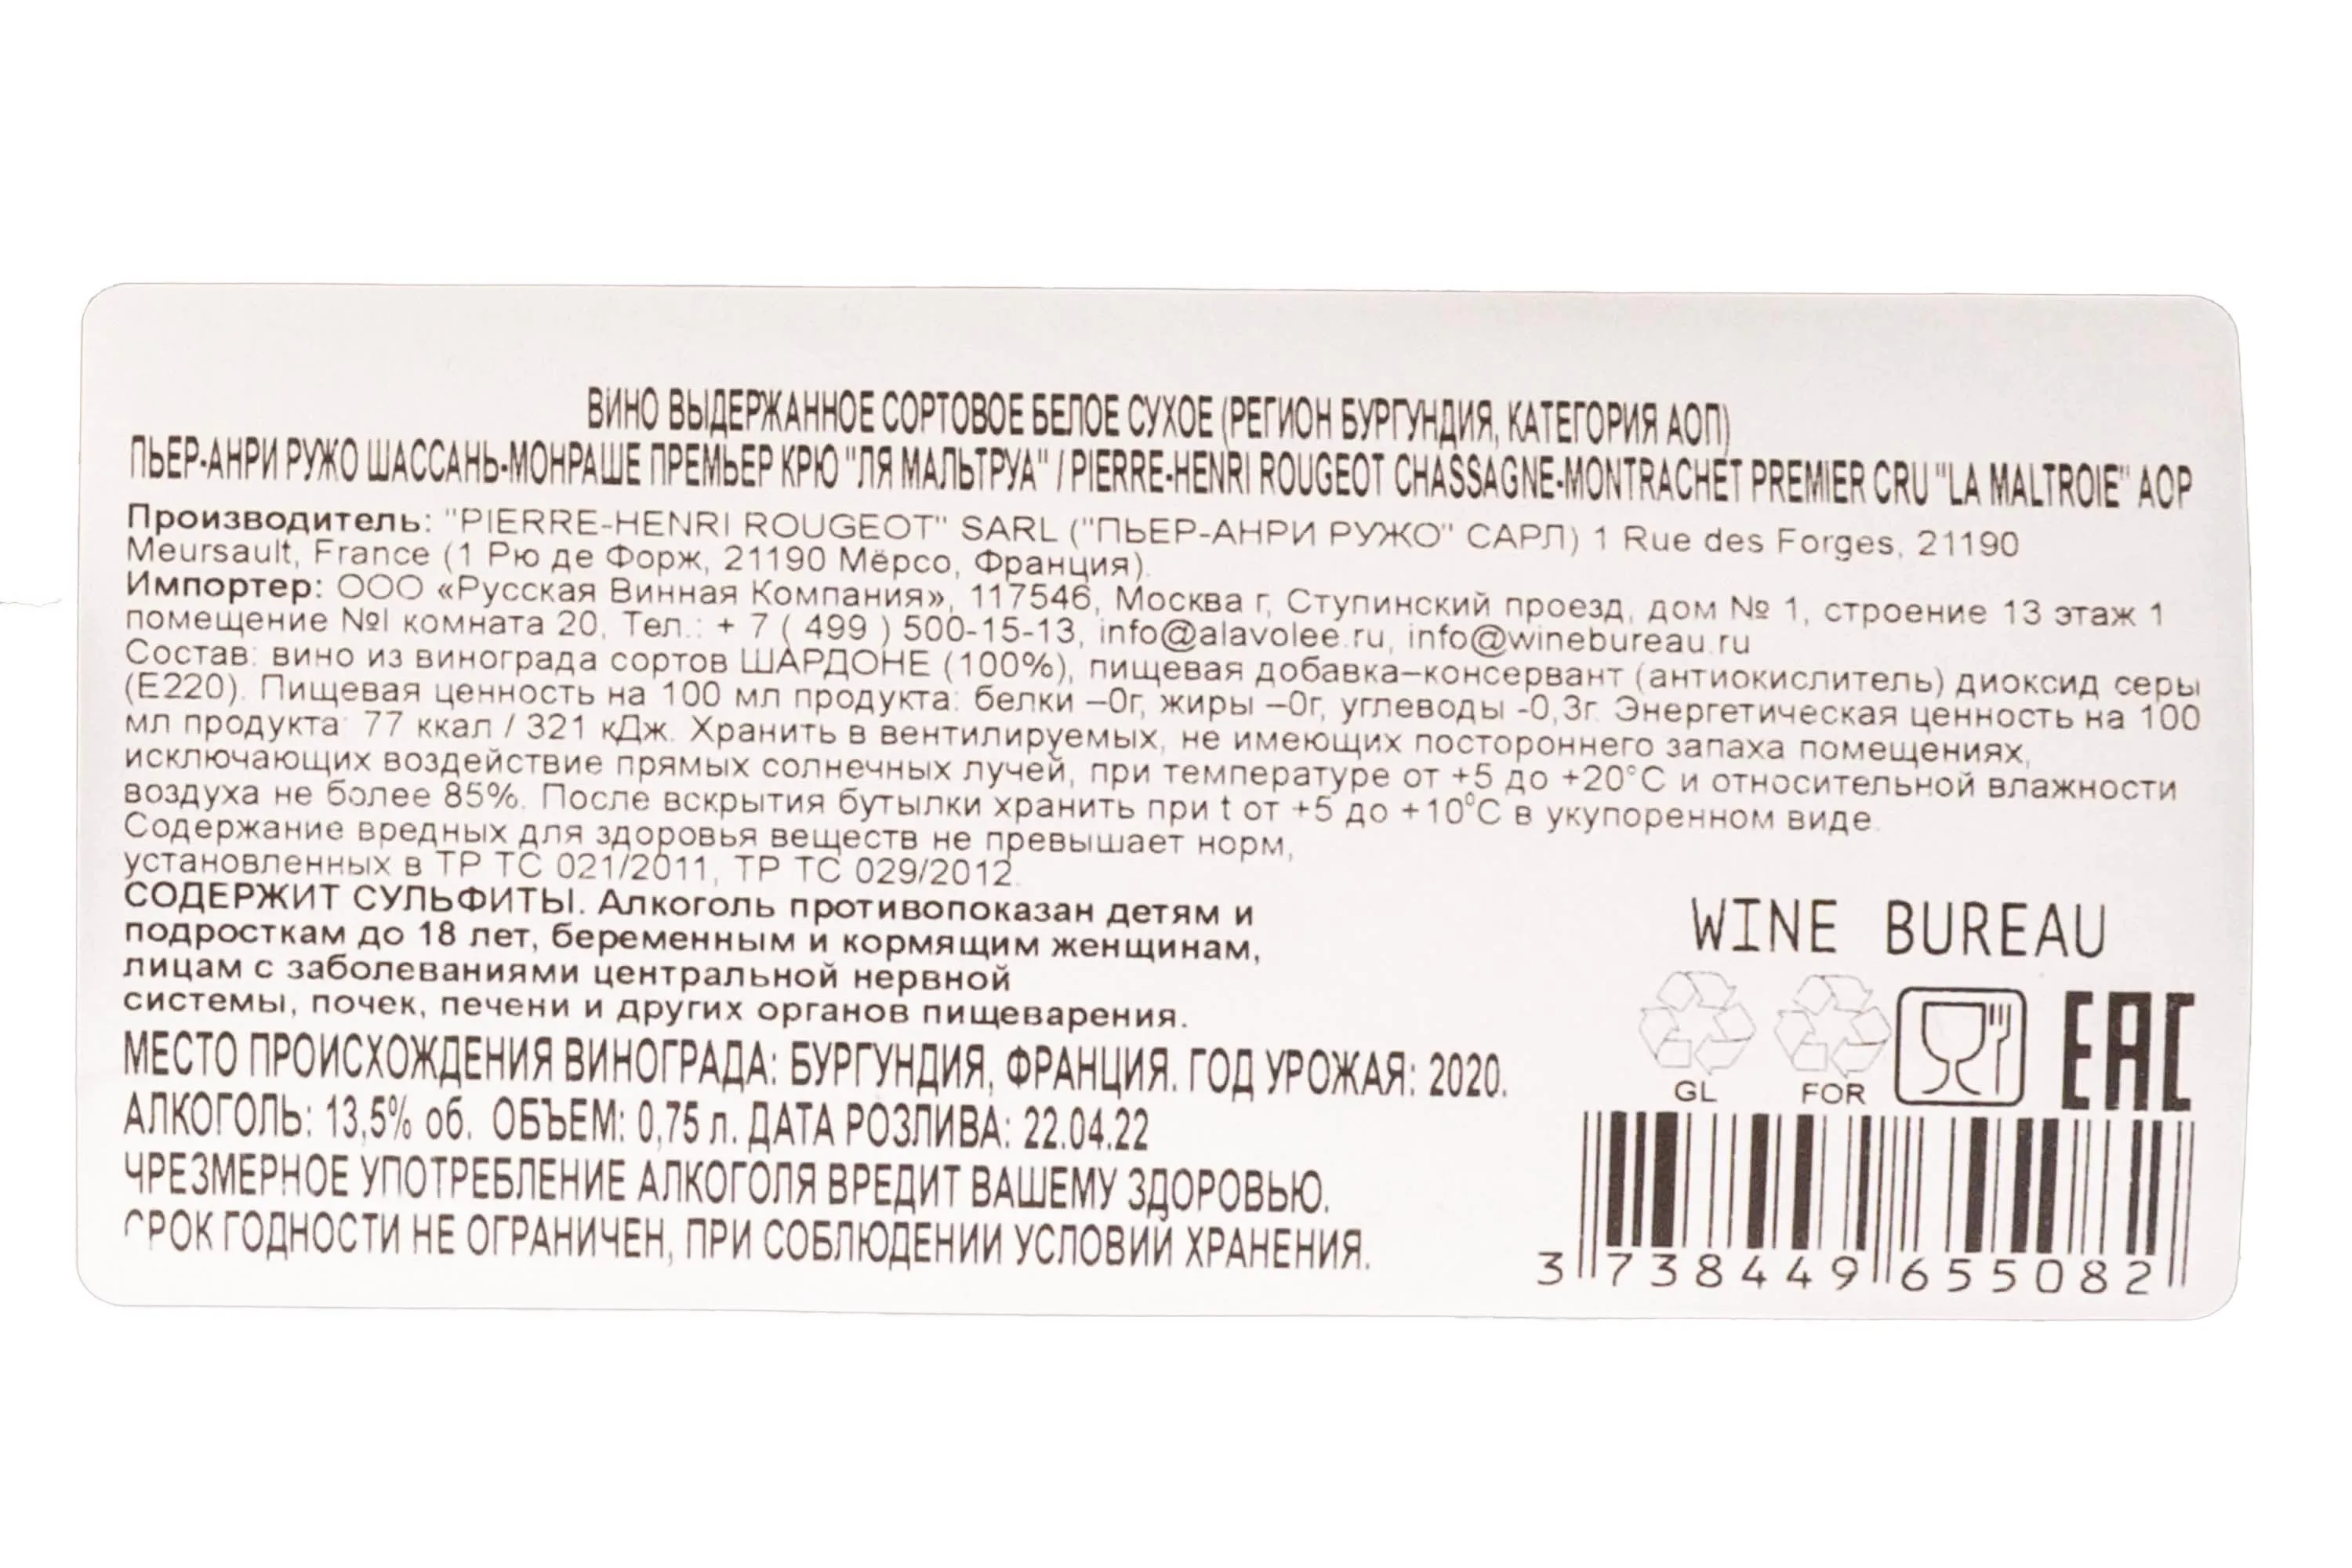 ВИНО ВЫДЕРЖАННОЕ СОРТОВОЕ БЕЛОЕ СУХОЕ (РЕГИОН БУРГУНДИЯ, КАТЕГОРИЯ АОП)
ПЬЕР-АНРИ РУЖО ШАССАНЬ-МОНРАШЕ ПРЕМЬЕР КРЮ "ЛЯ МАЛЬТРУА" / PIERRE-HENRI ROUGEOT CHASSAGNE-MONTRACHET PREMIER CRU "LA MALTROIE" AOP
Производитель: "PIERRE-HENRI ROUGEOT" SARL ("ПЬЕР-АНРИ РУЖО" САРЛ) 1 Rue des Forges, 21190
Meursault, France (1 Рю де Форж, 21190 Мёрсо, Франция).
Импортер: ООО «Русская Винная Компания», 117546, Москва г, Ступинский проезд, дом № 1, строение 13 этаж 1
помещение №I комната 20, Тел.: + 7 ( 499 ) 500-15-13, info@alavolee.ru, info@winebureau.ru
Состав: вино из винограда сортов ШАРДОНЕ (100%), пищевая добавка–консервант (антиокислитель) диоксид серы
(Е220). Пищевая ценность на 100 мл продукта: белки –0г, жиры –0г, углеводы -0,3г. Энергетическая ценность на 100
мл продукта: 77 ккал / 321 кДж. Хранить в вентилируемых, не имеющих постороннего запаха помещениях,
исключающих воздействие прямых солнечных лучей, при температуре от +5 до +20°С и относительной влажности
воздуха не более 85%. После вскрытия бутылки хранить при t от +5 до +10°С в укупоренном виде.
Содержание вредных для здоровья веществ не превышает норм,
установленных в ТР ТС 021/2011, ТР ТС 029/2012.
СОДЕРЖИТ СУЛЬФИТЫ. Алкоголь противопоказан детям и
подросткам до 18 лет, беременным и кормящим женщинам,
лицам с заболеваниями центральной нервной
системы, почек, печени и других органов пищеварения.
МЕСТО ПРОИСХОЖДЕНИЯ ВИНОГРАДА: БУРГУНДИЯ, ФРАНЦИЯ. ГОД УРОЖАЯ: 2020.
АЛКОГОЛЬ: 13,5% об. ОБЪЕМ: 0,75 л. ДАТА РОЗЛИВА: 22.04.22
ЧРЕЗМЕРНОЕ УПОТРЕБЛЕНИЕ АЛКОГОЛЯ ВРЕДИТ ВАШЕМУ ЗДОРОВЬЮ.
СРОК ГОДНОСТИ НЕ ОГРАНИЧЕН, ПРИ СОБЛЮДЕНИИ УСЛОВИЙ ХРАНЕНИЯ.
WINE BUREAU
GL FOR EAC
3 738449 655082